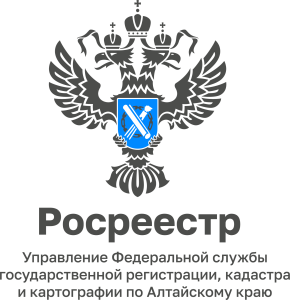 Росреестр
Управление Федеральной службы
государственной регистрации, кадастра
и картографии по Алтайскому краю